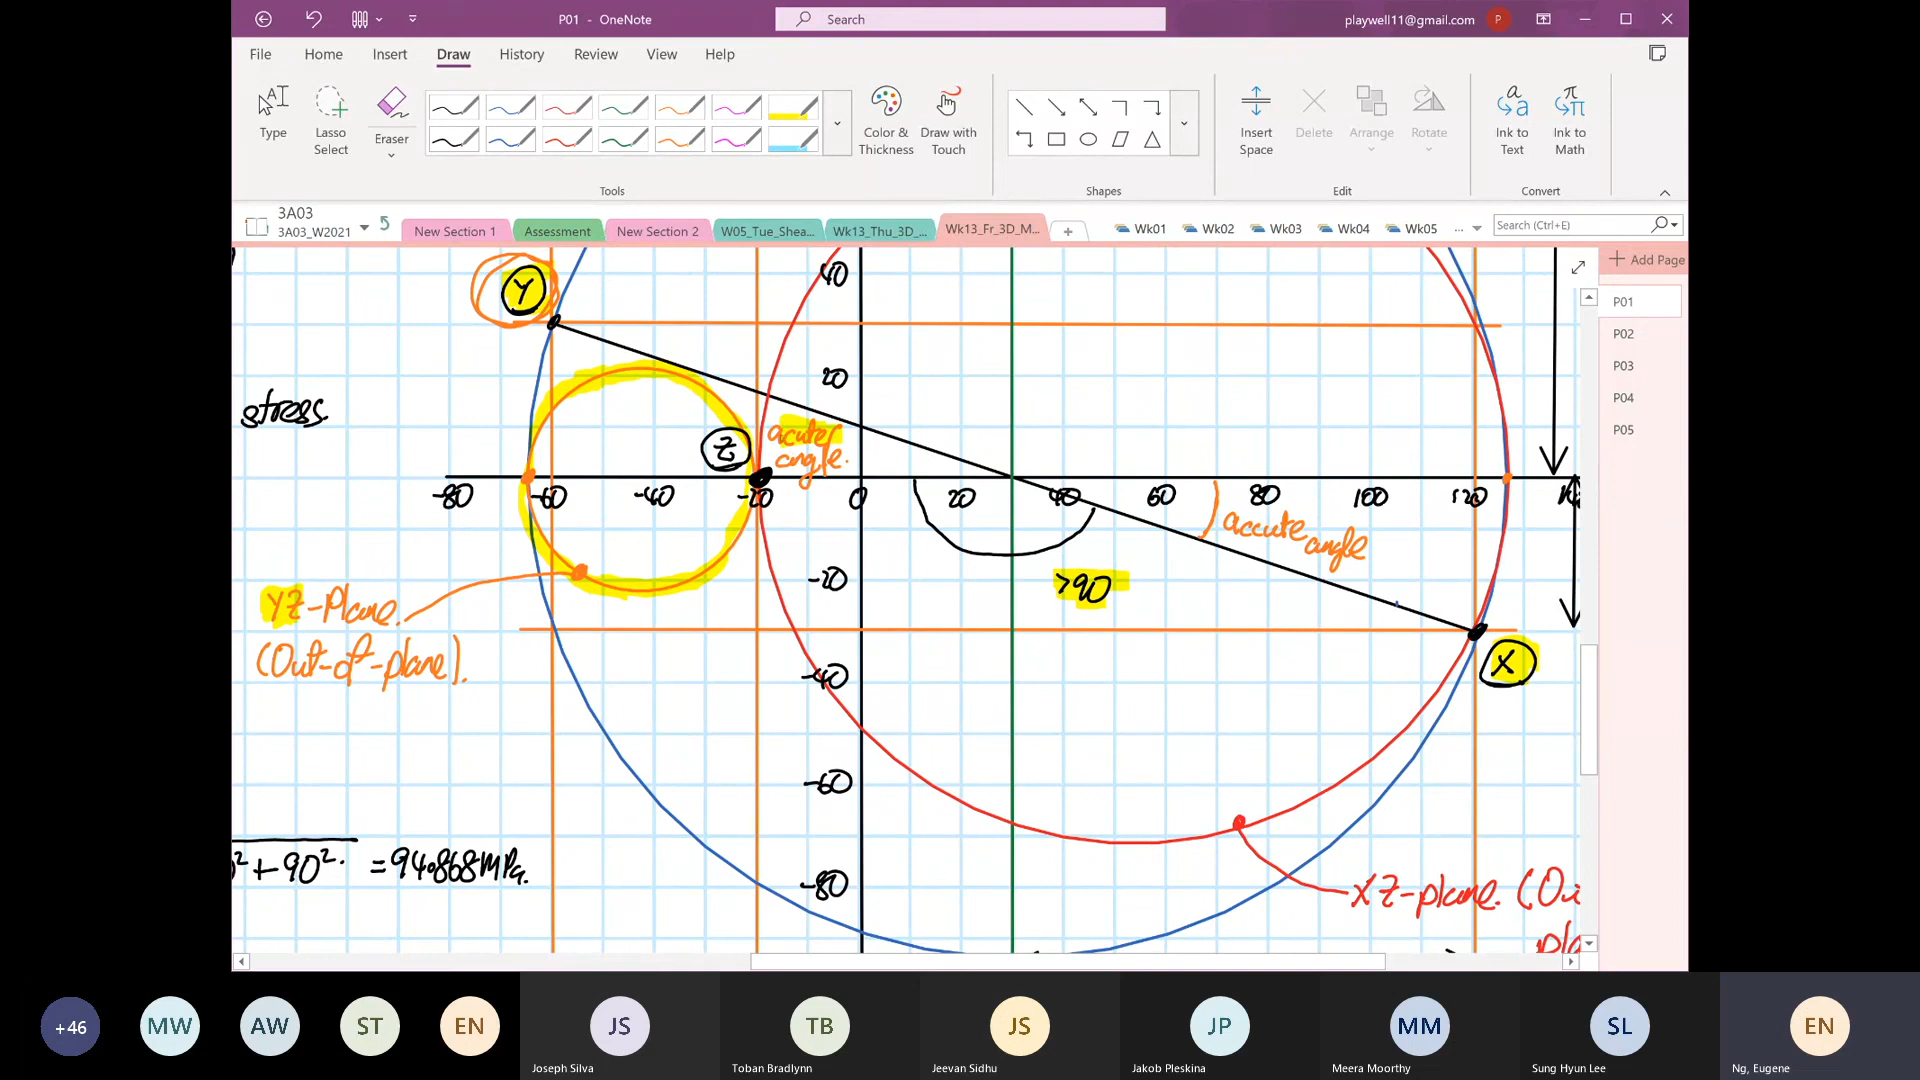 P01 - OneNote
Search
playwell11@gmail.com
P
File Home Insert Draw History Review View Help
Type
Lasso Select
Eraser
Color & Thickness
Draw with Touch
Insert Space
Delete
Arrange
Rotate
Ink to Text
Ink to Math
Tools
Shapes
Edit
Convert
3A03
3A03_W2021
New Section 1
Assessment
New Section 2
W05_Tue_Shea...
Wk13_Thu_3D_...
Wk13_Fr_3D_M...
Wk01
Wk02
Wk03
Wk04
Wk05
...
Search (Ctrl+E)
Add Page
P01
P02
P03
P04
P05
40
Y
20
stress
Z
acute
angle.
-80 -60 -40 -20 0 20 40 60 80 100 120
accute angle
-20
>90
YZ-Plane.
(Out-of-plane).
X
-40
-60
² + 90². = 94.868MPa.
-80
XZ-plane. (Ou
pla
+46
MW
AW
ST
EN
JS
Joseph Silva
TB
Toban Bradlynn
JS
Jeevan Sidhu
JP
Jakob Pleskina
MM
Meera Moorthy
SL
Sung Hyun Lee
EN
Ng, Eugene